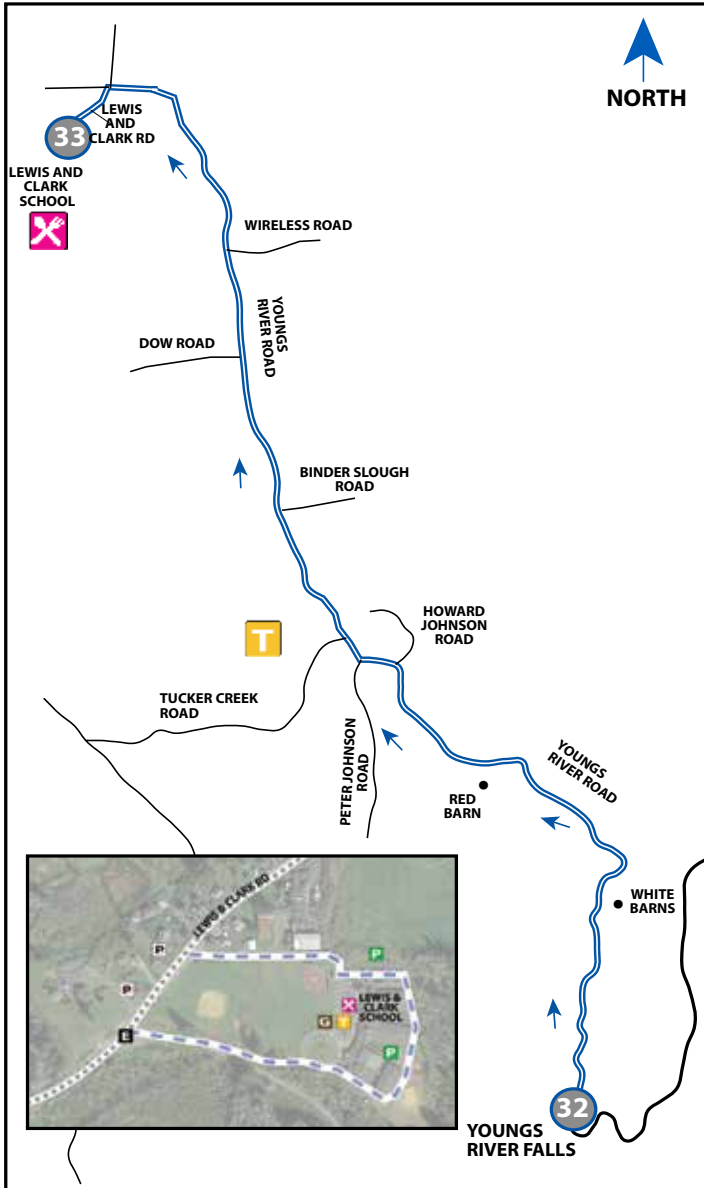 NORTH
LEWIS
AND
CLARK RD
33
LEWIS AND
CLARK
SCHOOL
WIRELESS ROAD
YOUNGS
RIVER ROAD
DOW ROAD
BINDER SLOUGH
ROAD
T
HOWARD
JOHNSON
ROAD
TUCKER CREEK
ROAD
PETER JOHNSON
ROAD
YOUNGS
RIVER ROAD
RED
BARN
WHITE
BARNS
LEWIS & CLARK RD
P
P
P
LEWIS &
CLARK
SCHOOL
G
T
E
P
32
YOUNGS
RIVER FALLS